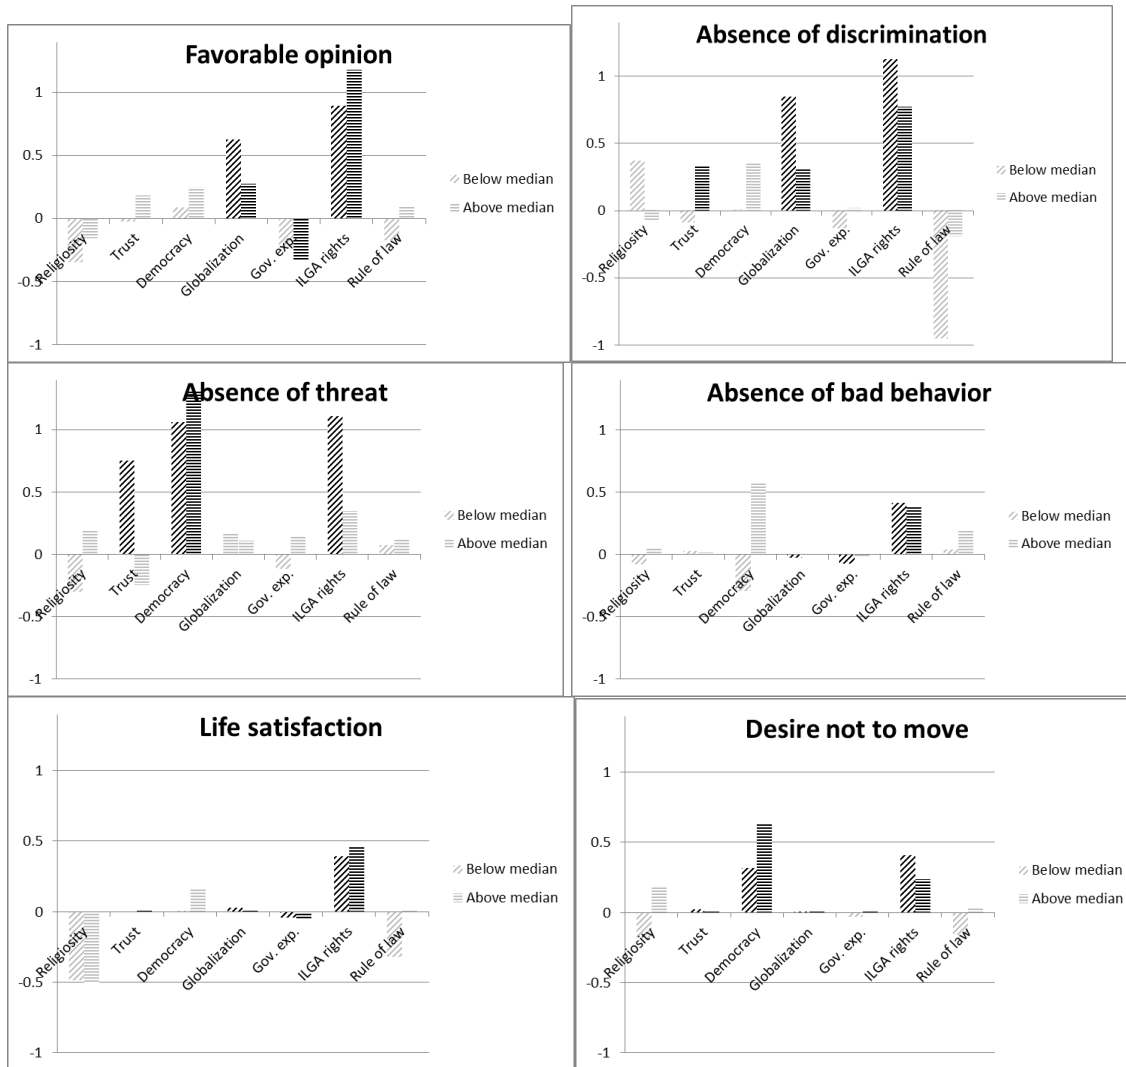 Favorable opinion
1
0.5
0
-0.5
-1
Religiosity
Trust
Democracy
Globalization
Gov. exp.
ILGA rights
Rule of law
Below median
Above median
Absence of discrimination
1
0.5
0
-0.5
-1
Religiosity
Trust
Democracy
Globalization
Gov. exp.
ILGA rights
Rule of law
Below median
Above median
Absence of threat
1
0.5
0
-0.5
-1
Religiosity
Trust
Democracy
Globalization
Gov. exp.
ILGA rights
Rule of law
Below median
Above median
Absence of bad behavior
1
0.5
0
-0.5
-1
Religiosity
Trust
Democracy
Globalization
Gov. exp.
ILGA rights
Rule of law
Below median
Above median
Life satisfaction
1
0.5
0
-0.5
-1
Religiosity
Trust
Democracy
Globalization
Gov. exp.
ILGA rights
Rule of law
Below median
Above median
Desire not to move
1
0.5
0
-0.5
-1
Religiosity
Trust
Democracy
Globalization
Gov. exp.
ILGA rights
Rule of law
Below median
Above median